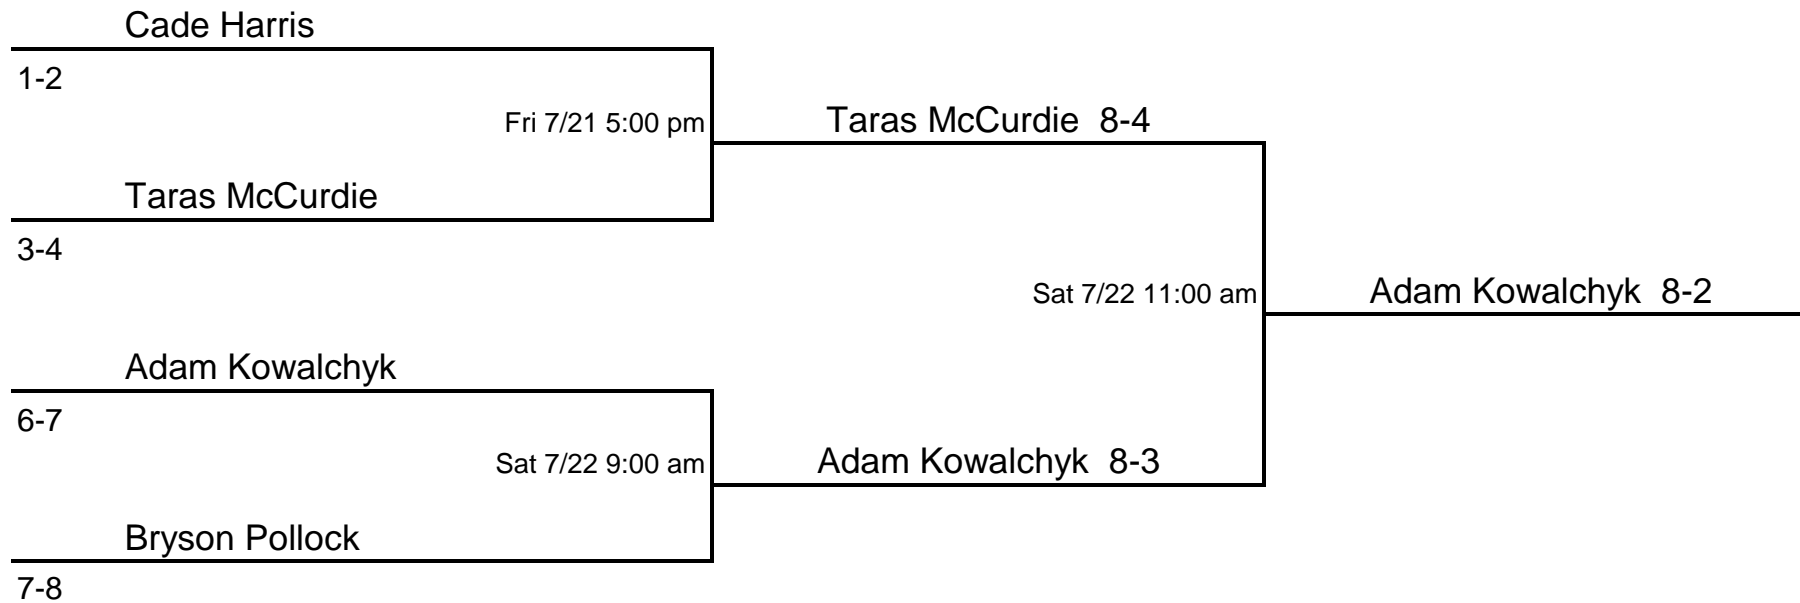 Cade Harris
1-2
Fri 7/21 5:00 pm
Taras McCurdie 8-4
Taras McCurdie
3-4
Sat 7/22 11:00 am
Adam Kowalchyk 8-2
Adam Kowalchyk
6-7
Sat 7/22 9:00 am
Adam Kowalchyk 8-3
Bryson Pollock
7-8